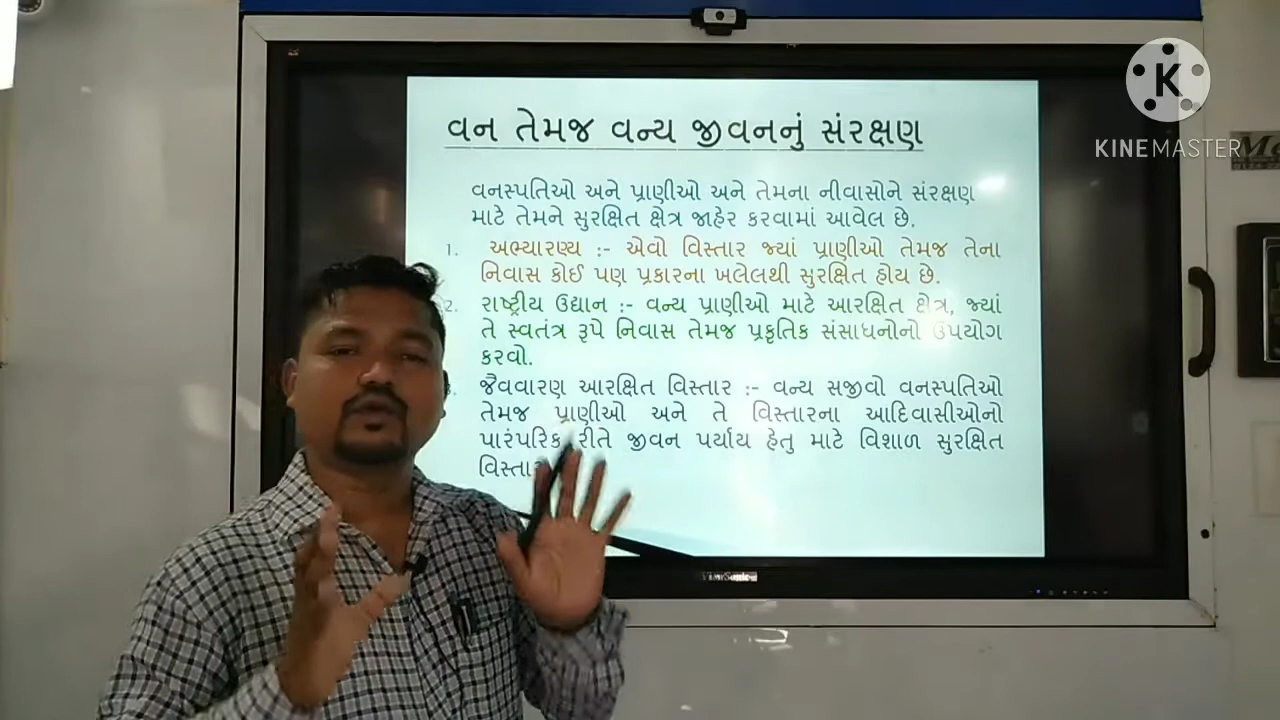 વન તેમજ વન્ય જીવનનું સંરક્ષણ
વનસ્પતિઓ અને પ્રાણીઓ અને તેમના નીવાસોને સંરક્ષણ
માટે તેમને સુરક્ષિત ક્ષેત્ર જાહેર કરવામાં આવેલ છે.
1. અભ્યારણ્ય :- એવો વિસ્તાર જ્યાં પ્રાણીઓ તેમજ તેના
નિવાસ કોઈ પણ પ્રકારના ખલેલથી સુરક્ષિત હોય છે.
2. રાષ્ટ્રીય ઉદ્યાન :- વન્ય પ્રાણીઓ માટે આરક્ષિત ક્ષેત્ર, જ્યાં
તે સ્વતંત્ર રૂપે નિવાસ તેમજ પ્રકૃતિક સંસાધનોનો ઉપયોગ
કરવો.
જૈવવારણ આરક્ષિત વિસ્તાર :- વન્ય સજીવો વનસ્પતિઓ
તેમજ પ્રાણીઓ અને તે વિસ્તારના આદિવાસીઓનો
પારંપરિક રીતે જીવન પર્યાય હેતુ માટે વિશાળ સુરક્ષિત
K
KINEMASTER
ViewSonic